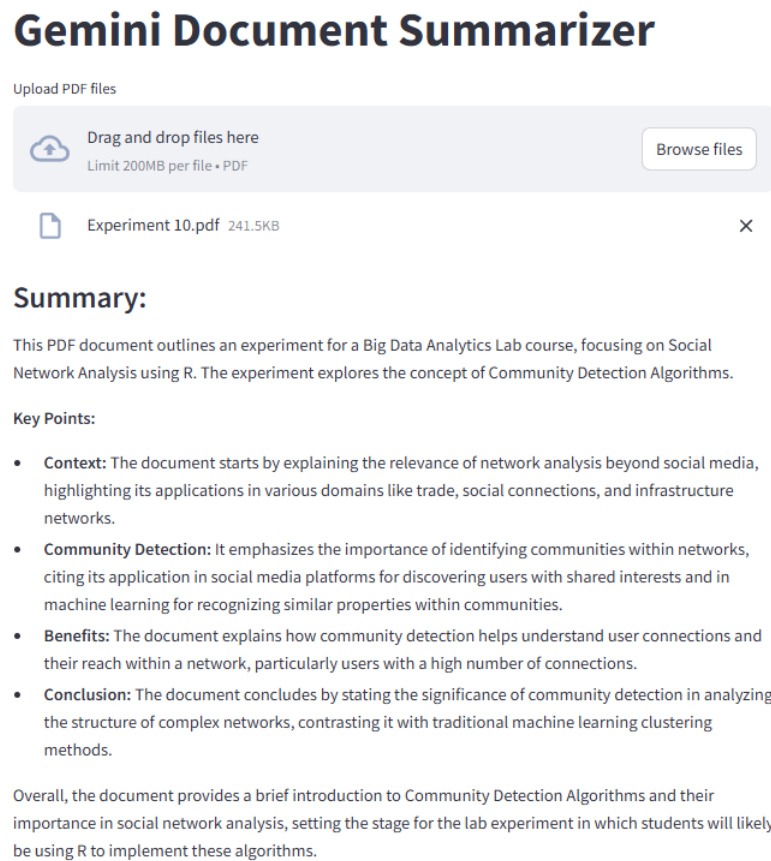 Gemini Document Summarizer
Upload PDF files
Drag and drop files here
Limit 200MB per file • PDF
Browse files
Experiment 10.pdf 241.5KB
Summary:
This PDF document outlines an experiment for a Big Data Analytics Lab course, focusing on Social
Network Analysis using R. The experiment explores the concept of Community Detection Algorithms.
Key Points:
• Context: The document starts by explaining the relevance of network analysis beyond social media,
highlighting its applications in various domains like trade, social connections, and infrastructure
networks.
• Community Detection: It emphasizes the importance of identifying communities within networks,
citing its application in social media platforms for discovering users with shared interests and in
machine learning for recognizing similar properties within communities.
• Benefits: The document explains how community detection helps understand user connections and
their reach within a network, particularly users with a high number of connections.
• Conclusion: The document concludes by stating the significance of community detection in analyzing
the structure of complex networks, contrasting it with traditional machine learning clustering
methods.
Overall, the document provides a brief introduction to Community Detection Algorithms and their
importance in social network analysis, setting the stage for the lab experiment in which students will likely
be using R to implement these algorithms.